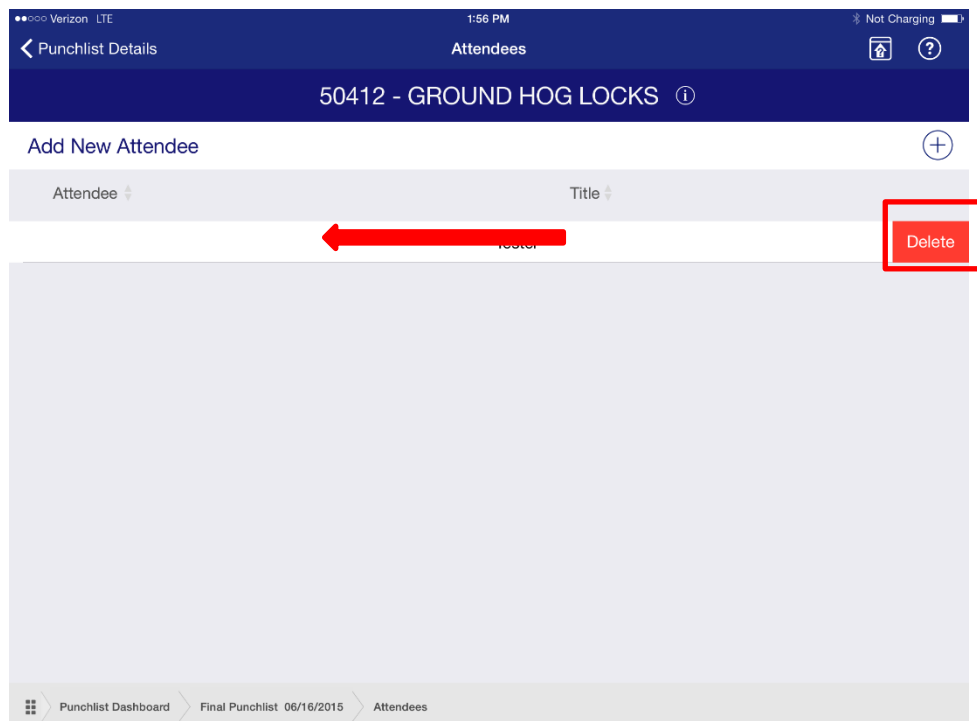 Verizon LTE 1:56 PM Not Charging
Punchlist Details Attendees
50412 - GROUND HOG LOCKS
Add New Attendee
Attendee Title
Delete
Punchlist Dashboard Final Punchlist 06/16/2015 Attendees